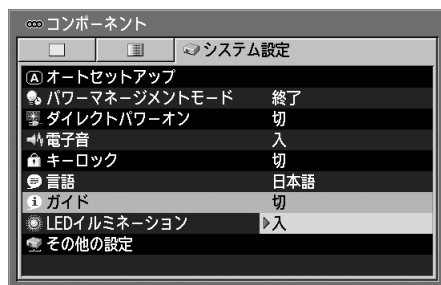 コンポーネント
システム設定
Ⓐオートセットアップ
パワーマネージメントモード 終了
ダイレクトパワーオン 切
電子音 入
キーロック 切
言語 日本語
ガイド 切
LEDイルミネーション ▶入
その他の設定